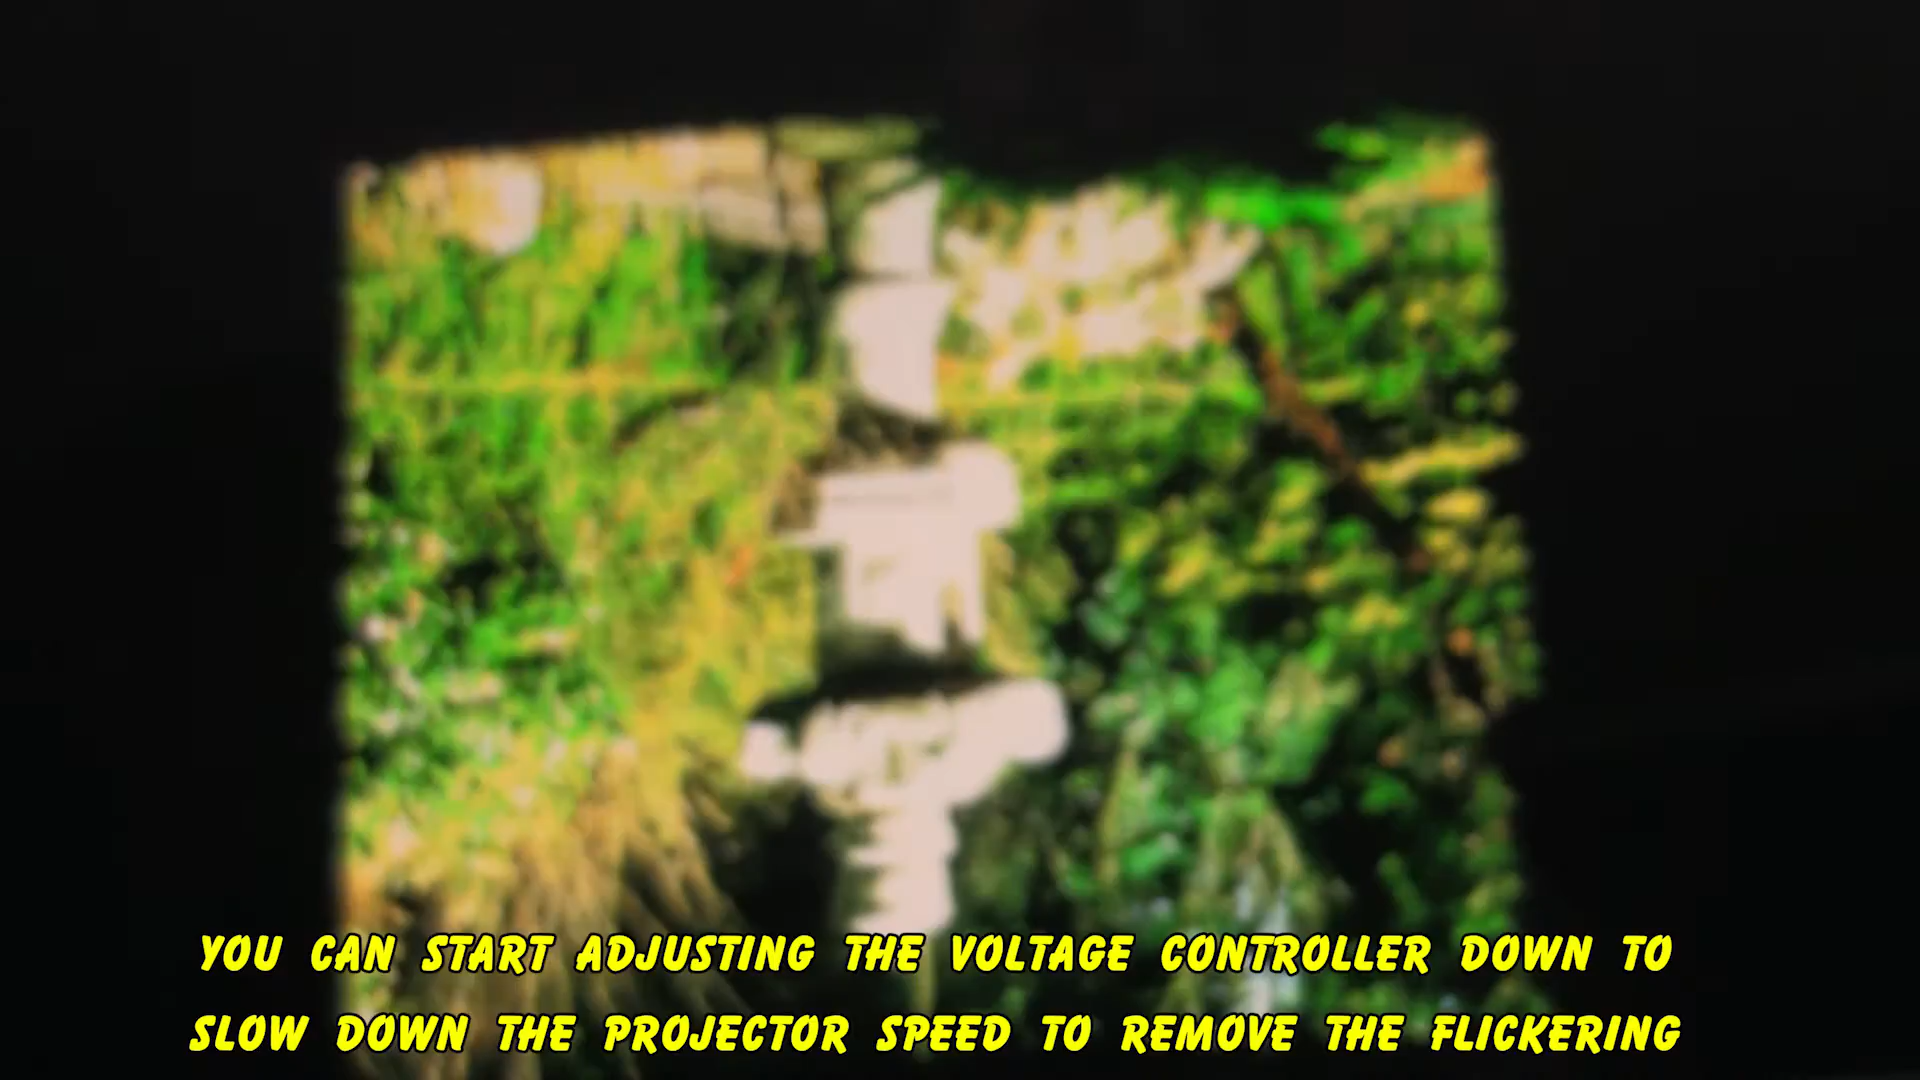 YOU CAN START ADJUSTING THE VOLTAGE CONTROLLER DOWN TO
SLOW DOWN THE PROJECTOR SPEED TO REMOVE THE FLICKERING